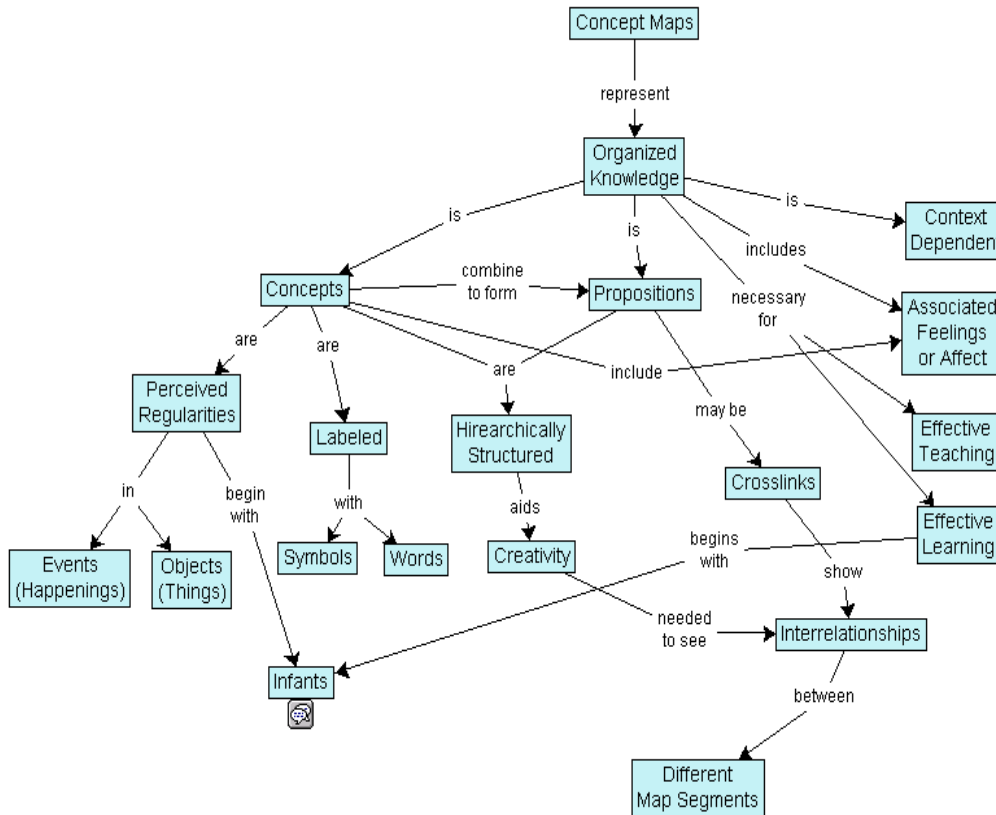 Concept Maps
represent
Organized
Knowledge
is
is
is
Context
Dependent
includes
combine
to form
Concepts
Propositions
necessary
for
Associated
Feelings
or Affect
are
are
are
include
Perceived
Regularities
may be
Labeled
Hirearchically
Structured
Effective
Teaching
Crosslinks
in
begin
with
with
aids
Effective
Learning
begins
with
Events
(Happenings)
Objects
(Things)
Symbols
Words
Creativity
show
needed
to see
Interrelationships
Infants
between
Different
Map Segments